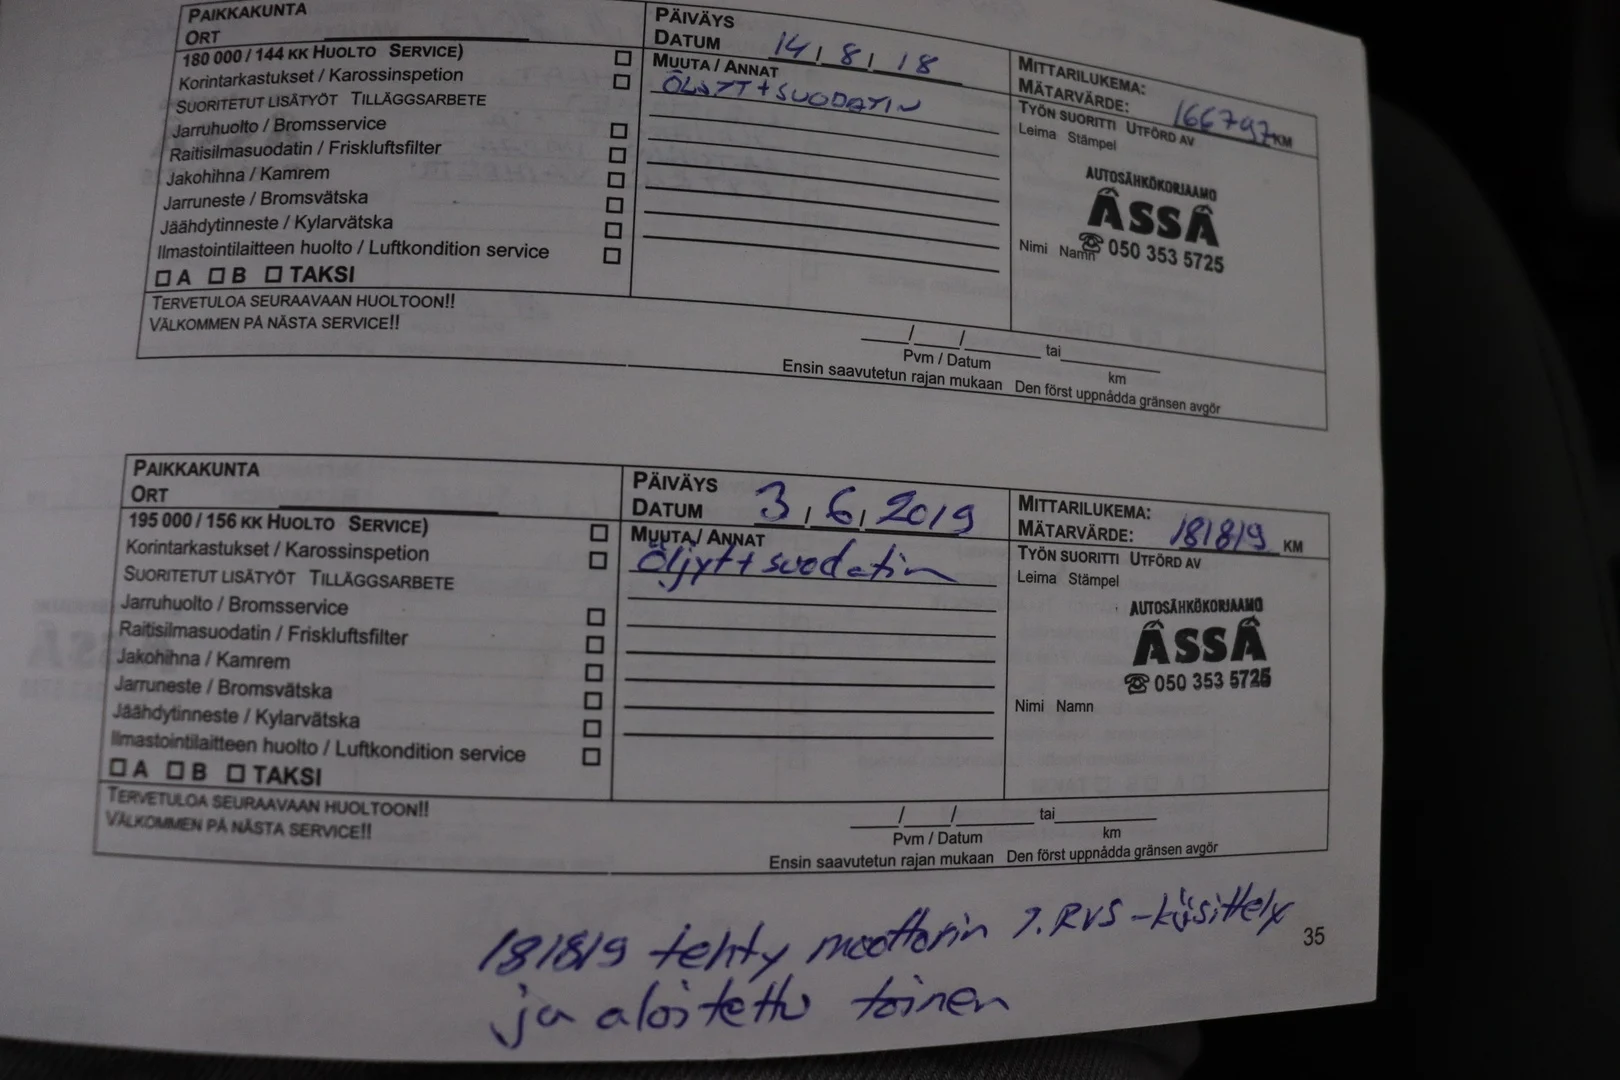 PAIKKAKUNTA
ORT
180 000 / 144 KK HUOLTO SERVICE)
Korintarkastukset / Karossinspetion
SUORITETUT LISÄTYÖT TILLÄGGSARBETE
Jarruhuolto / Bromsservice
Raitisilmasuodatin / Friskluftsfilter
Jakohihna / Kamrem
Jarruneste / Bromsvätska
Jäähdytinneste / Kylarvätska
Ilmastointilaitteen huolto / Luftkondition service
A B TAKSI
TERVETULOA SEURAAVAAN HUOLTOON!!
VÄLKOMMEN PÅ NÄSTA SERVICE!!
PÄIVÄYS
DATUM 14 / 8 / 18
MUUTA / ANNAT
ÖLJYT + SUODATIN
MITTARILUKEMA:
MÄTARVÄRDE: 166797 KM
TYÖN SUORITTI UTFÖRD AV
Leima Stämpel
AUTOSÄHKÖKORJAAMO
ÄSSÄ
Nimi Namn ☎ 050 353 5725
/ / tai
Pvm / Datum km
Ensin saavutetun rajan mukaan Den först uppnådda gränsen avgör
PAIKKAKUNTA
ORT
195 000 / 156 KK HUOLTO SERVICE)
Korintarkastukset / Karossinspetion
SUORITETUT LISÄTYÖT TILLÄGGSARBETE
Jarruhuolto / Bromsservice
Raitisilmasuodatin / Friskluftsfilter
Jakohihna / Kamrem
Jarruneste / Bromsvätska
Jäähdytinneste / Kylarvätska
Ilmastointilaitteen huolto / Luftkondition service
A B TAKSI
TERVETULOA SEURAAVAAN HUOLTOON!!
VÄLKOMMEN PÅ NÄSTA SERVICE!!
PÄIVÄYS
DATUM 3 / 6 / 2019
MUUTA / ANNAT
Öljyt + suodatin
MITTARILUKEMA:
MÄTARVÄRDE: 181819 KM
TYÖN SUORITTI UTFÖRD AV
Leima Stämpel
AUTOSÄHKÖKORJAAMO
ÄSSÄ
☎ 050 353 5725
Nimi Namn
/ / tai
Pvm / Datum km
Ensin saavutetun rajan mukaan Den först uppnådda gränsen avgör
181819 tehty moottorin 1. RVS-käsittely
ja aloitettu toinen
35